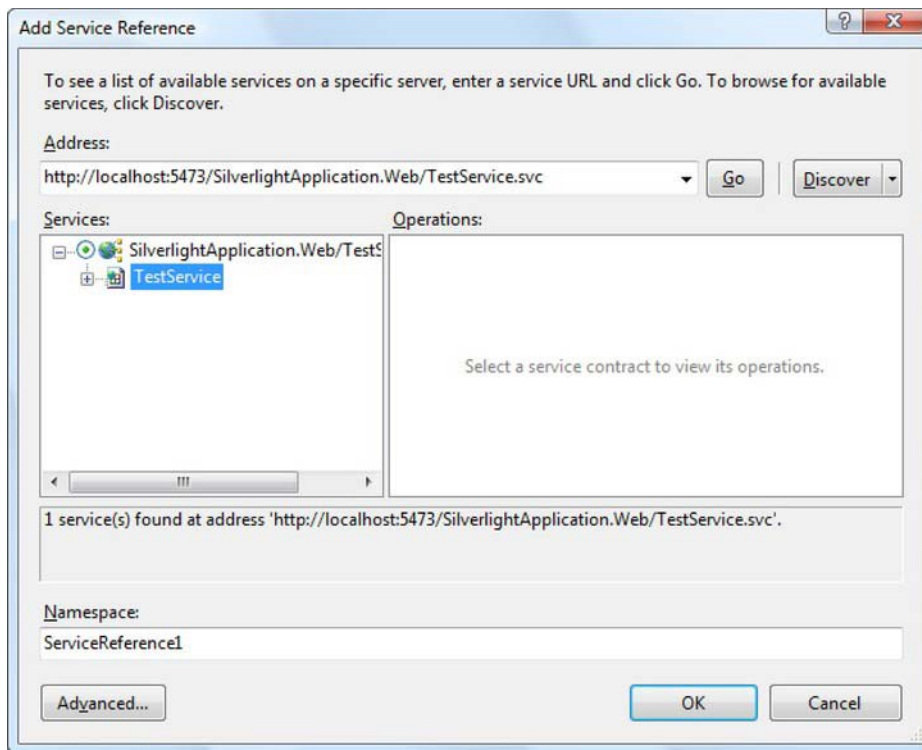 Add Service Reference
To see a list of available services on a specific server, enter a service URL and click Go. To browse for available
services, click Discover.
Address:
http://localhost:5473/SilverlightApplication.Web/TestService.svc
Go
Discover
Services:
Operations:
SilverlightApplication.Web/TestS
TestService
Select a service contract to view its operations.
1 service(s) found at address 'http://localhost:5473/SilverlightApplication.Web/TestService.svc'.
Namespace:
ServiceReference1
Advanced...
OK
Cancel